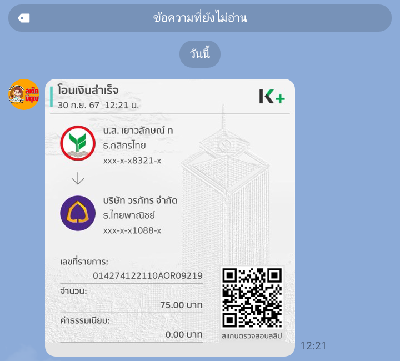 ข้อความที่ยังไม่อ่าน
วันนี้
โอนเงินสำเร็จ
30 ก.ย. 67 12:21 น.
K+
น.ส. เยาวลักษณ์ ท
ธ.กสิกรไทย
xxx-x-x8321-x
บริษัท วรภัทร จำกัด
ธ.ไทยพาณิชย์
xxx-x-x1088-x
เลขที่รายการ:
014274122110AOR09219
จำนวน:
75.00 บาท
ค่าธรรมเนียม:
0.00 บาท
สแกนตรวจสอบสลิป
12:21